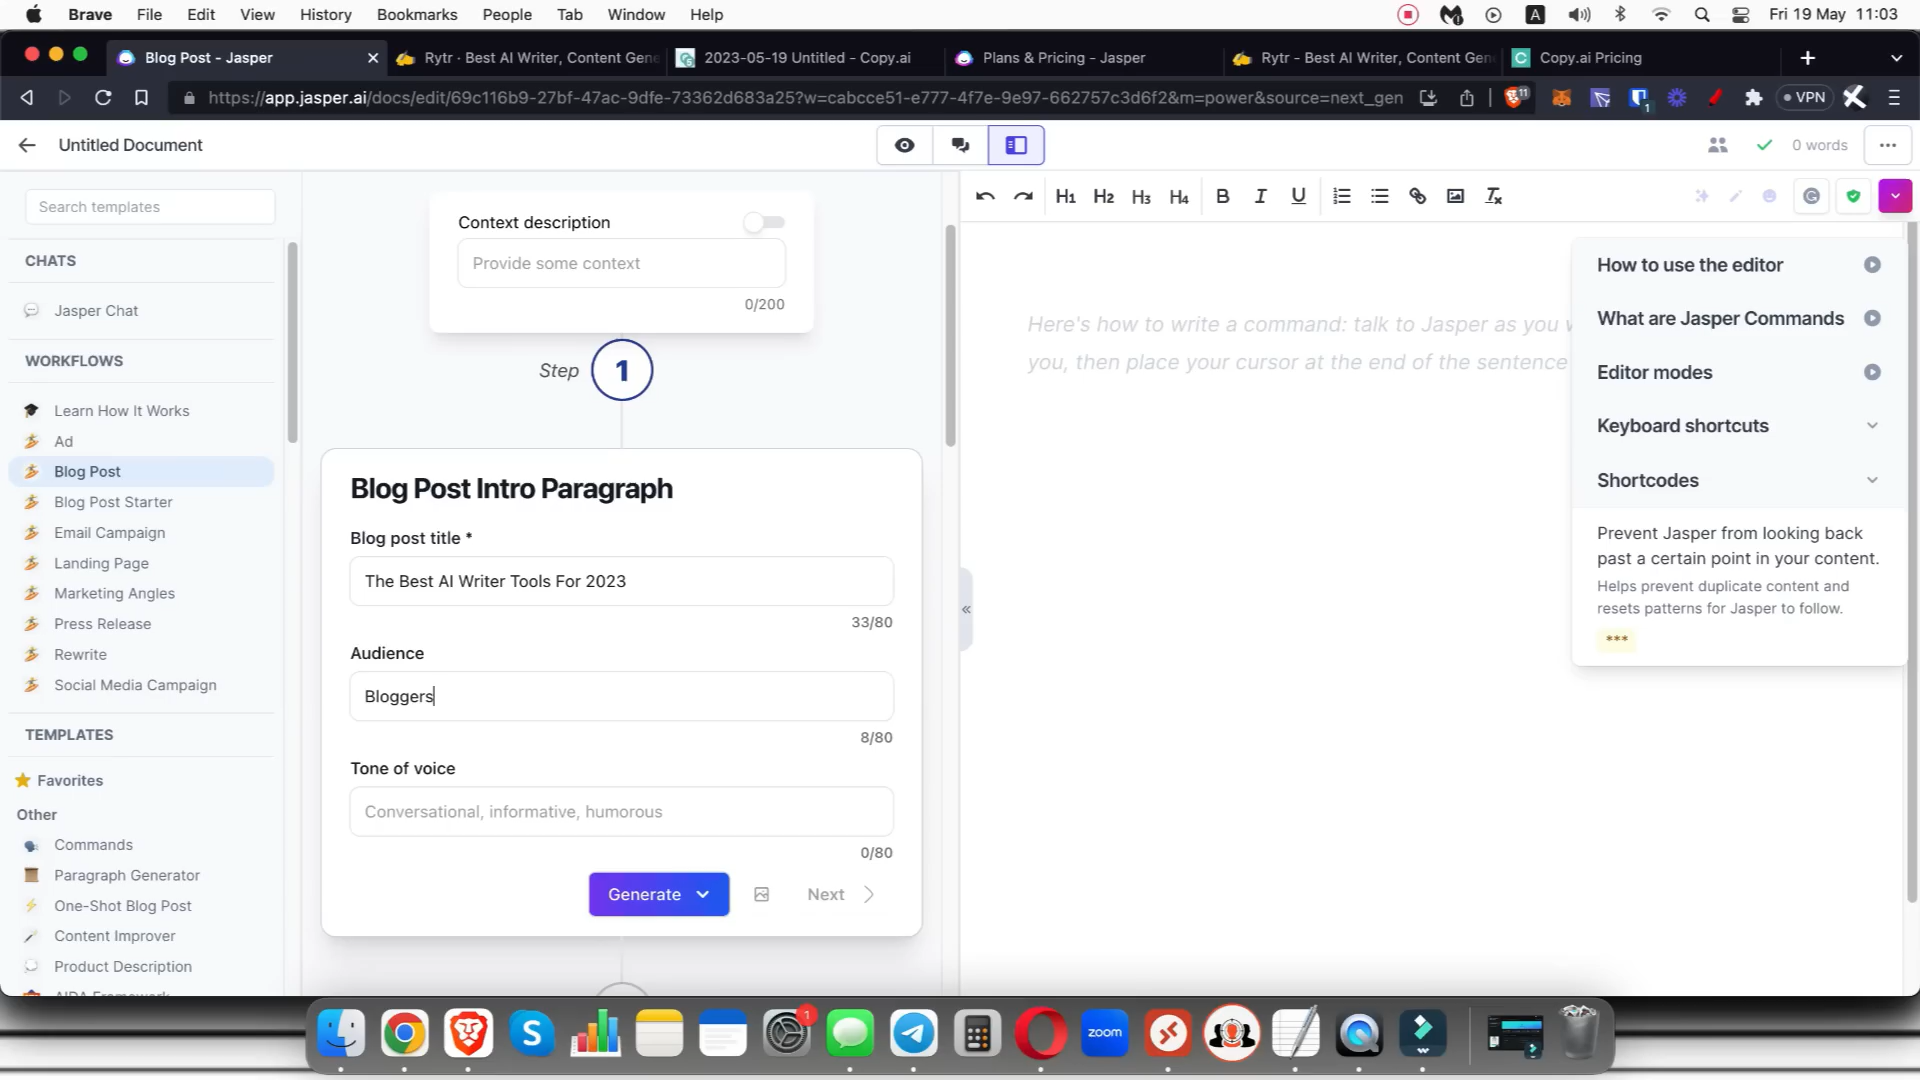 Brave File Edit View History Bookmarks People Tab Window Help A Fri 19 May 11:03
Blog Post - Jasper Rytr · Best AI Writer, Content Gene 2023-05-19 Untitled - Copy.ai Plans & Pricing - Jasper Rytr - Best AI Writer, Content Gene Copy.ai Pricing
https://app.jasper.ai/docs/edit/69c116b9-27bf-47ac-9dfe-73362d683a25?w=cabcce51-e777-4f7e-9e97-662757c3d6f2&m=power&source=next_gen 11 1 VPN
Untitled Document 0 words
Search templates
CHATS
Jasper Chat
WORKFLOWS
Learn How It Works
Ad
Blog Post
Blog Post Starter
Email Campaign
Landing Page
Marketing Angles
Press Release
Rewrite
Social Media Campaign
TEMPLATES
Favorites
Other
Commands
Paragraph Generator
One-Shot Blog Post
Content Improver
Product Description
AIDA Framework
Context description
Provide some context
0/200
Step 1
Blog Post Intro Paragraph
Blog post title *
The Best AI Writer Tools For 2023
33/80
Audience
Bloggers
8/80
Tone of voice
Conversational, informative, humorous
0/80
Generate Next
H1 H2 H3 H4 B I U
Here's how to write a command: talk to Jasper as you w
you, then place your cursor at the end of the sentence
How to use the editor
What are Jasper Commands
Editor modes
Keyboard shortcuts
Shortcodes
Prevent Jasper from looking back
past a certain point in your content.
Helps prevent duplicate content and
resets patterns for Jasper to follow.
***
1
zoom